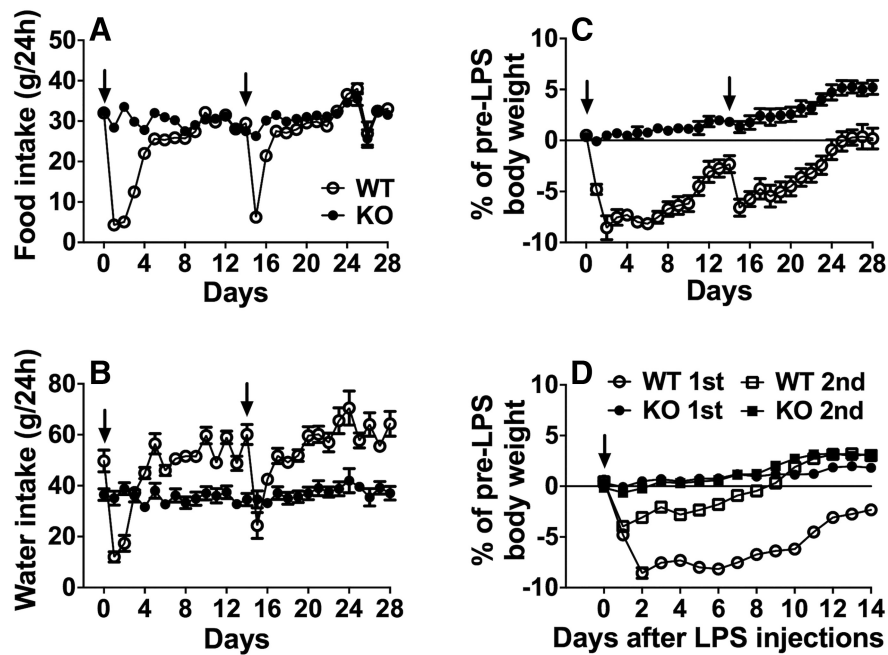 A
Food intake (g/24h)
50
40
30
20
10
0
WT
KO
0 4 8 12 16 20 24 28
Days
C
% of pre-LPS
body weight
10
5
0
-5
-10
0 4 8 12 16 20 24 28
Days
B
Water intake (g/24h)
80
60
40
20
0
0 4 8 12 16 20 24 28
Days
D
WT 1st WT 2nd
KO 1st KO 2nd
% of pre-LPS
body weight
10
5
0
-5
-10
0 2 4 6 8 10 12 14
Days after LPS injections